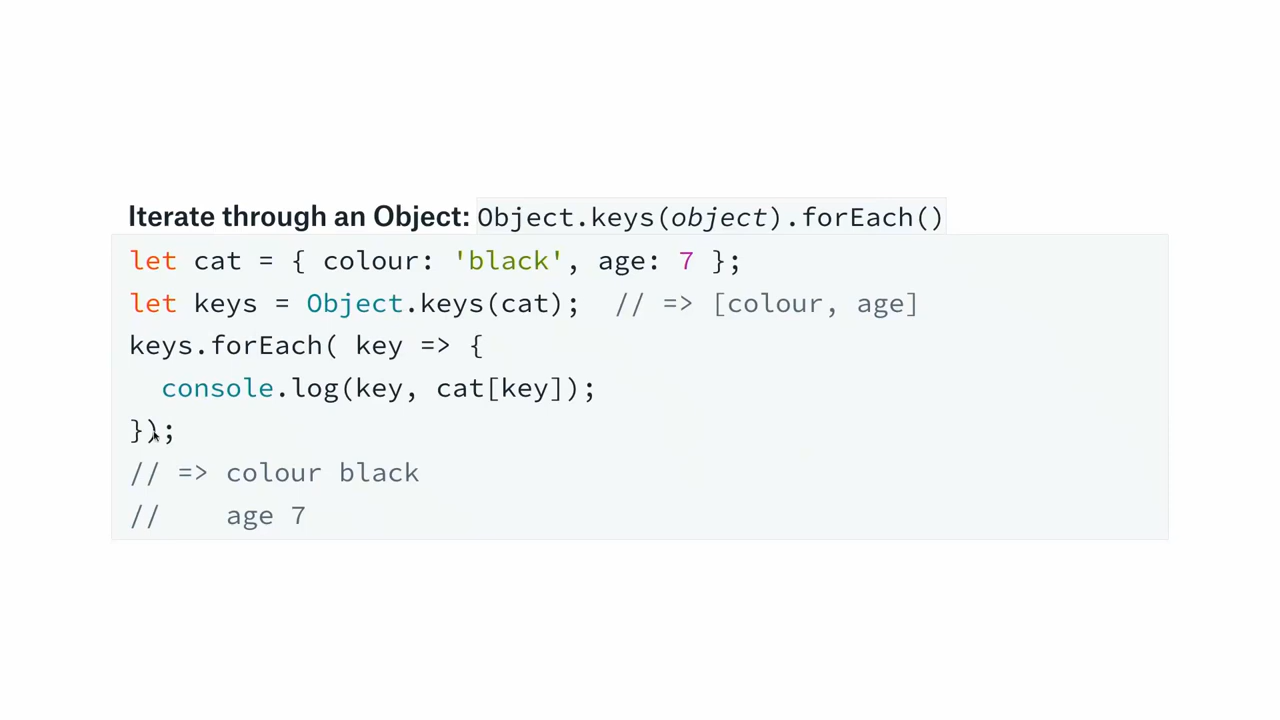 Iterate through an Object: Object.keys(object).forEach()
let cat = { colour: 'black', age: 7 };
let keys = Object.keys(cat);  // => [colour, age]
keys.forEach( key => {
  console.log(key, cat[key]);
});
// => colour black
//    age 7